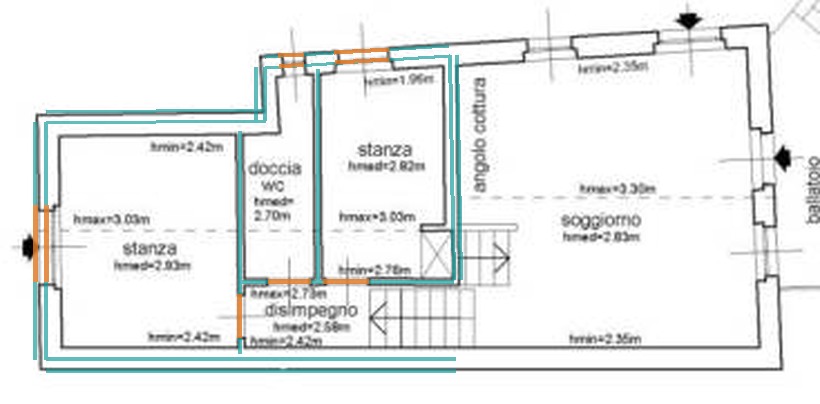 hmin=2.35m
hmin=1.96m
angolo cottura
hmin=2.42m
stanza
hmed=2.82m
doccia
WC
hmed=
2.70m
ballatoio
hmax=3.30m
hmax=3.03m
hmax=3.03m
soggiorno
hmed=2.83m
stanza
hmed=2.93m
hmin=2.78m
hmax=2.73m
disimpegno
hmed=2.58m
hmin=2.42m
hmin=2.42m
hmin=2.35m